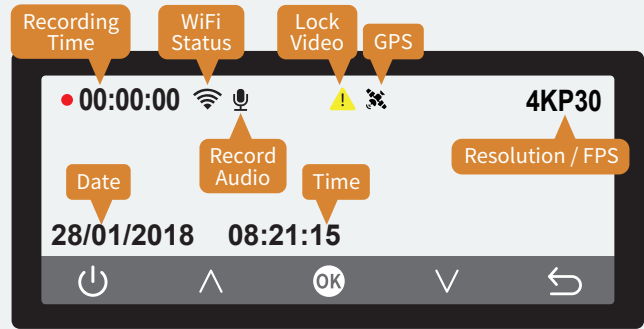 Recording
Time
WiFi
Status
Lock
Video
GPS
00:00:00
4KP30
Record
Audio
Resolution / FPS
Date
Time
28/01/2018
08:21:15
OK